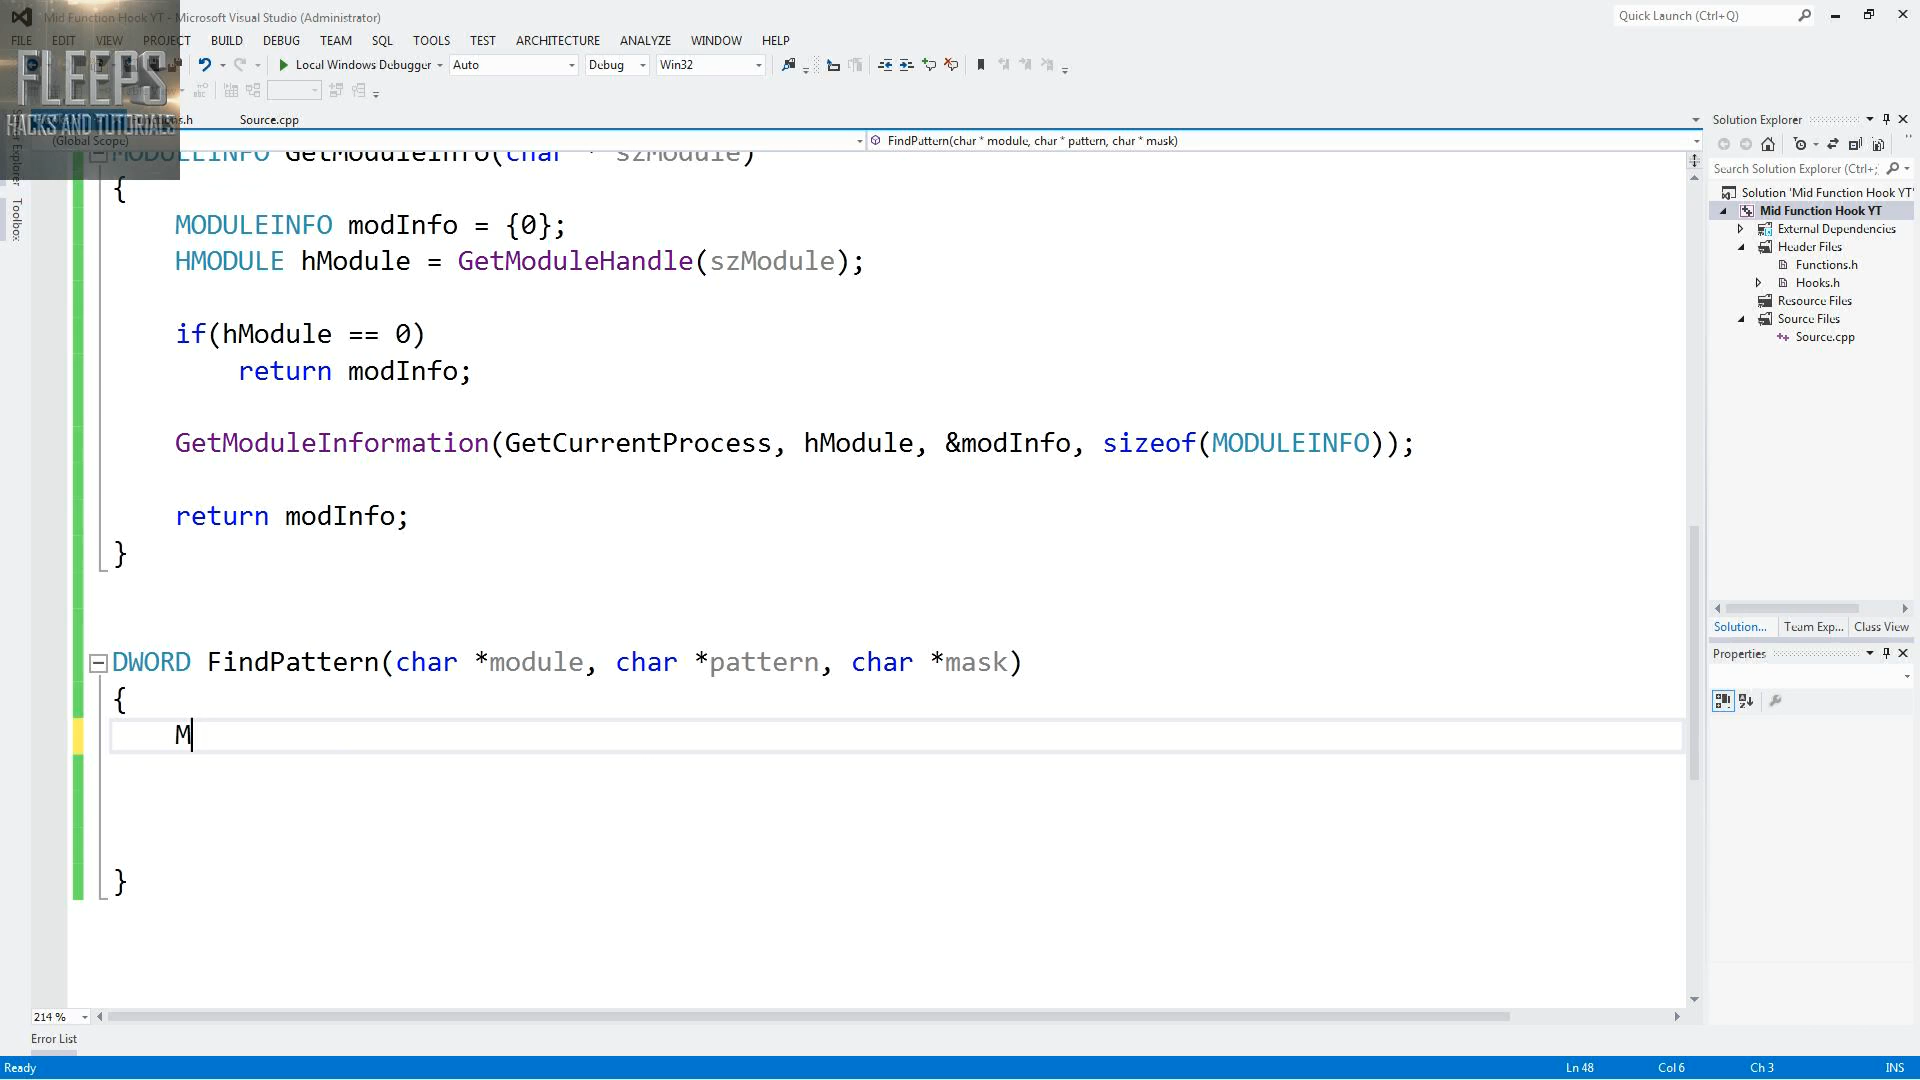 Mid Function Hook YT - Microsoft Visual Studio (Administrator)
Quick Launch (Ctrl+Q)
FILE EDIT VIEW PROJECT BUILD DEBUG TEAM SQL TOOLS TEST ARCHITECTURE ANALYZE WINDOW HELP
FLEEPS
HACKS AND TUTORIALS
Local Windows Debugger Auto Debug Win32
Source.cpp
(Global Scope)
FindPattern(char * module, char * pattern, char * mask)
MODULEINFO GetModuleInfo(char * szModule)
{
MODULEINFO modInfo = {0};
HMODULE hModule = GetModuleHandle(szModule);
if(hModule == 0)
return modInfo;
GetModuleInformation(GetCurrentProcess, hModule, &modInfo, sizeof(MODULEINFO));
return modInfo;
}
DWORD FindPattern(char *module, char *pattern, char *mask)
{
M
}
Toolbox
214 %
Error List
Ready
Ln 48 Col 6 Ch 3 INS
Solution Explorer
Search Solution Explorer (Ctrl+;
Solution 'Mid Function Hook YT'
Mid Function Hook YT
External Dependencies
Header Files
Functions.h
Hooks.h
Resource Files
Source Files
Source.cpp
Solution... Team Exp... Class View
Properties